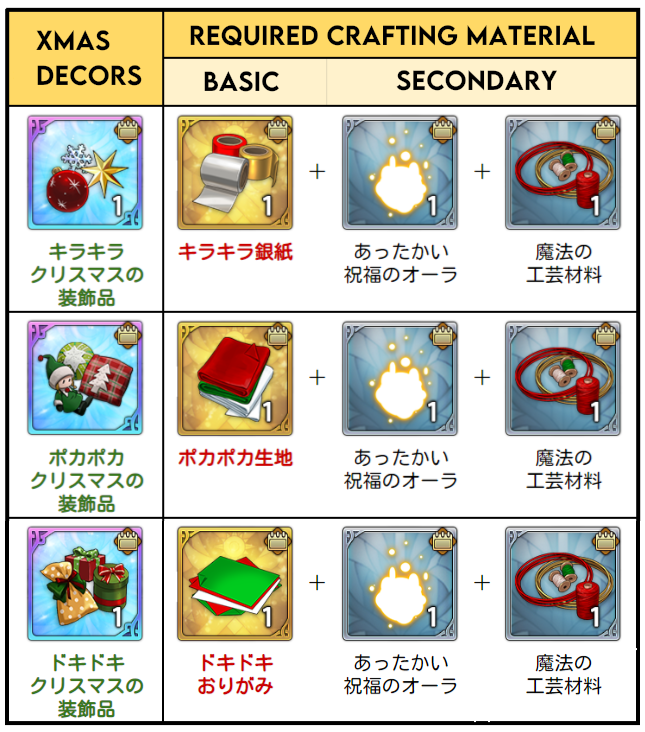 XMAS
DECORS
REQUIRED CRAFTING MATERIAL
BASIC
SECONDARY
1
1
+
1
+
1
キラキラ
クリスマスの
装飾品
キラキラ銀紙
あったかい
祝福のオーラ
魔法の
工芸材料
1
1
+
1
+
1
ポカポカ
クリスマスの
装飾品
ポカポカ生地
あったかい
祝福のオーラ
魔法の
工芸材料
1
1
+
1
+
1
ドキドキ
クリスマスの
装飾品
ドキドキ
おりがみ
あったかい
祝福のオーラ
魔法の
工芸材料